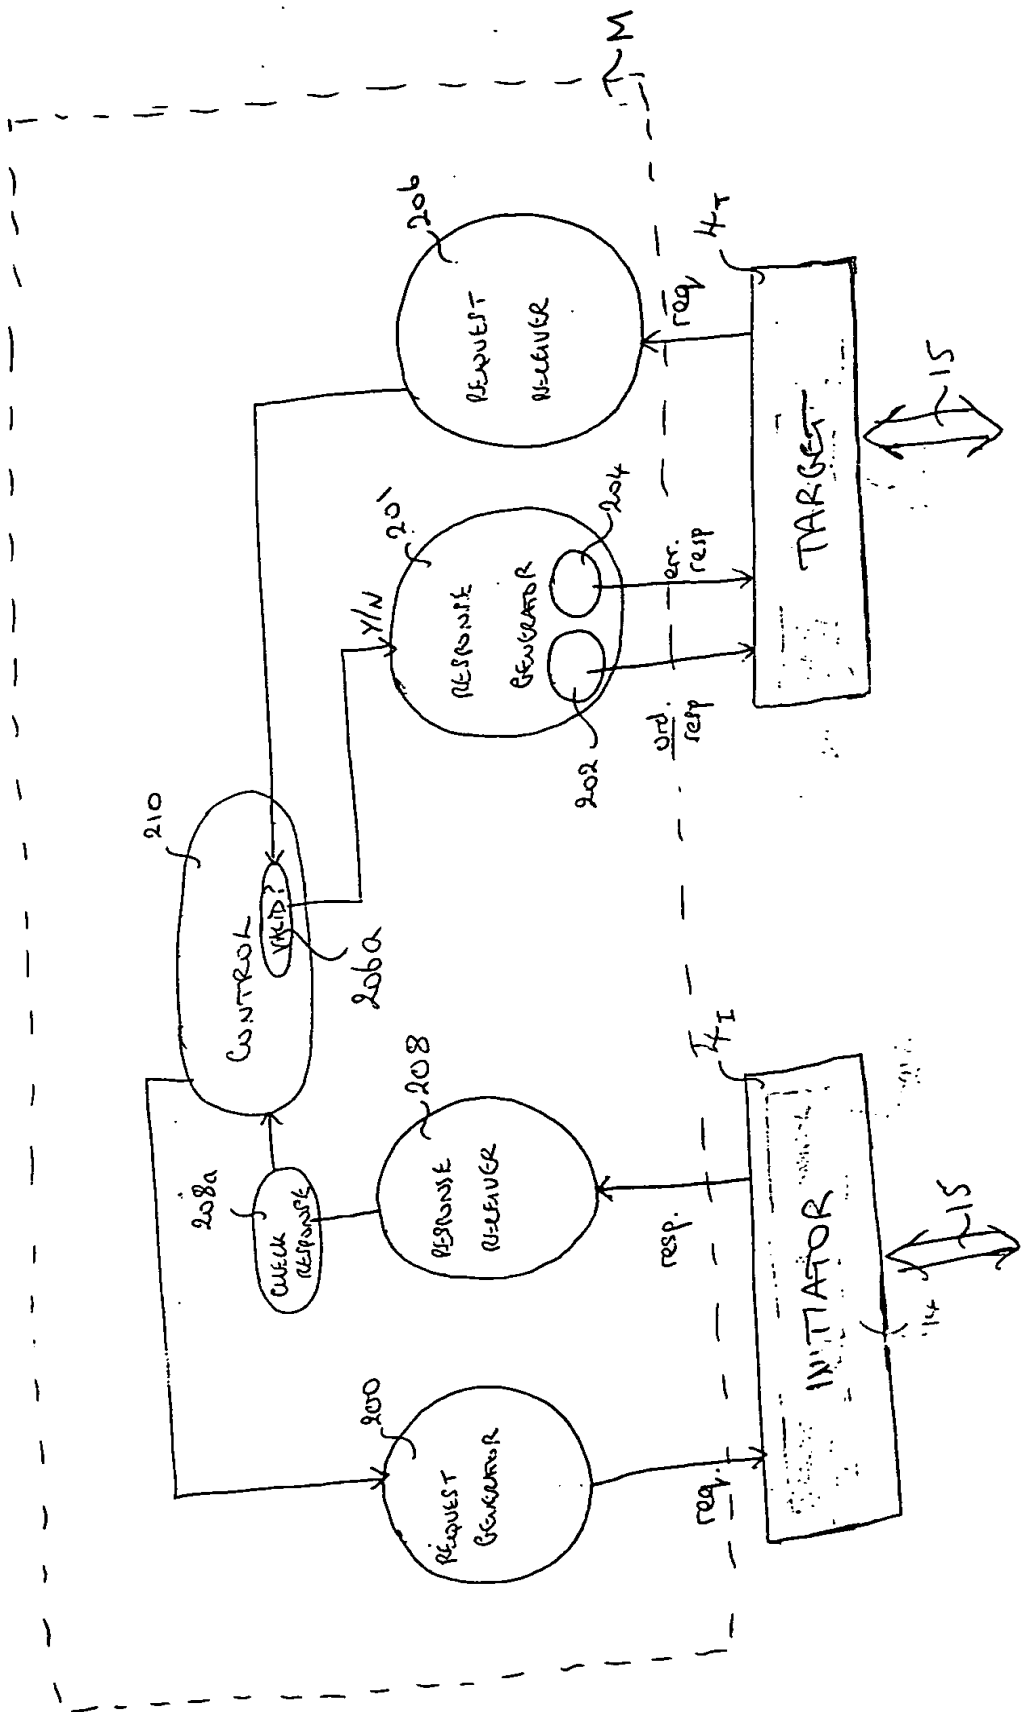 M
210
CONTROL
VALID?
206a
208a
CHECK
RESPONSE
200
REQUEST
GENERATOR
208
RESPONSE
RECEIVER
Y/N
201
RESPONSE
GENERATOR
202
204
206
REQUEST
RECEIVER
req.
resp.
ord.
resp
err.
resp
req
4I
INITIATOR
14
15
4T
TARGET
15